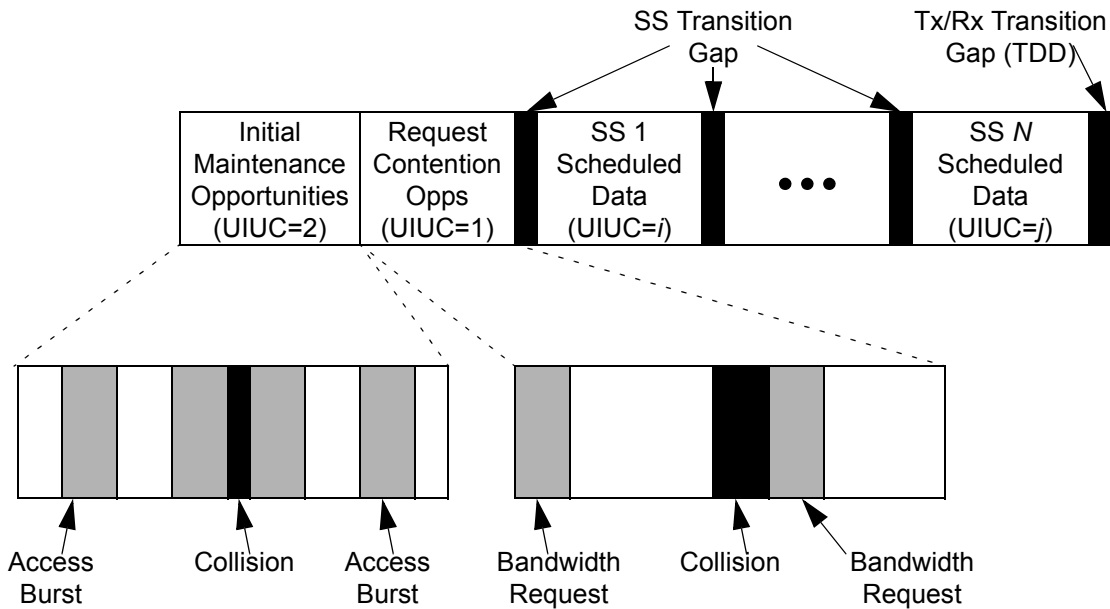 SS Transition
Gap
Tx/Rx Transition
Gap (TDD)
Initial
Maintenance
Opportunities
(UIUC=2)
Request
Contention
Opps
(UIUC=1)
SS 1
Scheduled
Data
(UIUC=i)
•••
SS N
Scheduled
Data
(UIUC=j)
Access
Burst
Collision
Access
Burst
Bandwidth
Request
Collision
Bandwidth
Request